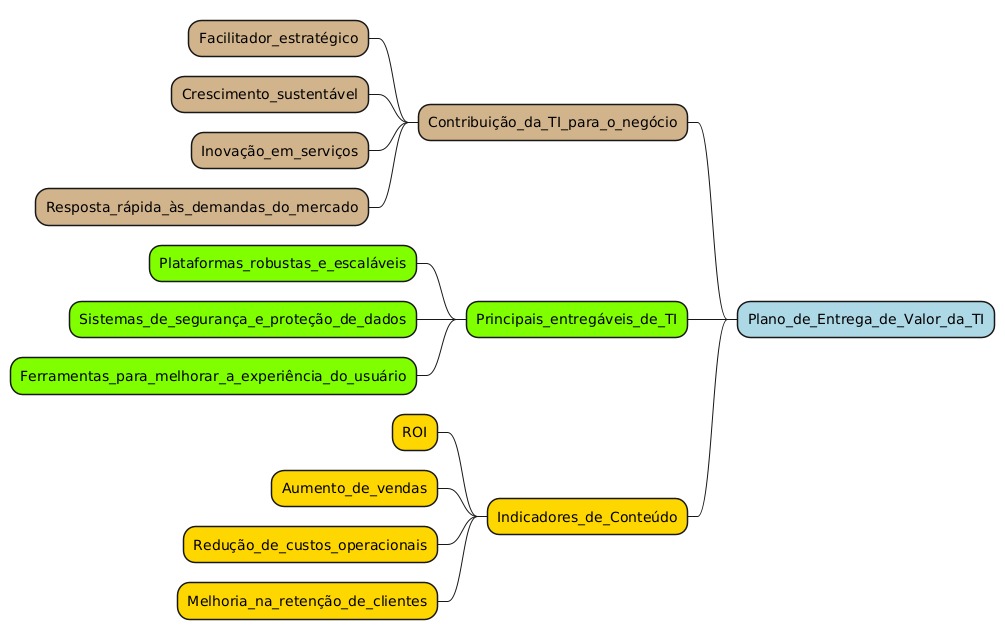 Facilitador_estratégico
Crescimento_sustentável
Contribuição_da_TI_para_o_negócio
Inovação_em_serviços
Resposta_rápida_às_demandas_do_mercado
Plataformas_robustas_e_escaláveis
Sistemas_de_segurança_e_proteção_de_dados
Principais_entregáveis_de_TI
Plano_de_Entrega_de_Valor_da_TI
Ferramentas_para_melhorar_a_experiência_do_usuário
ROI
Aumento_de_vendas
Indicadores_de_Conteúdo
Redução_de_custos_operacionais
Melhoria_na_retenção_de_clientes